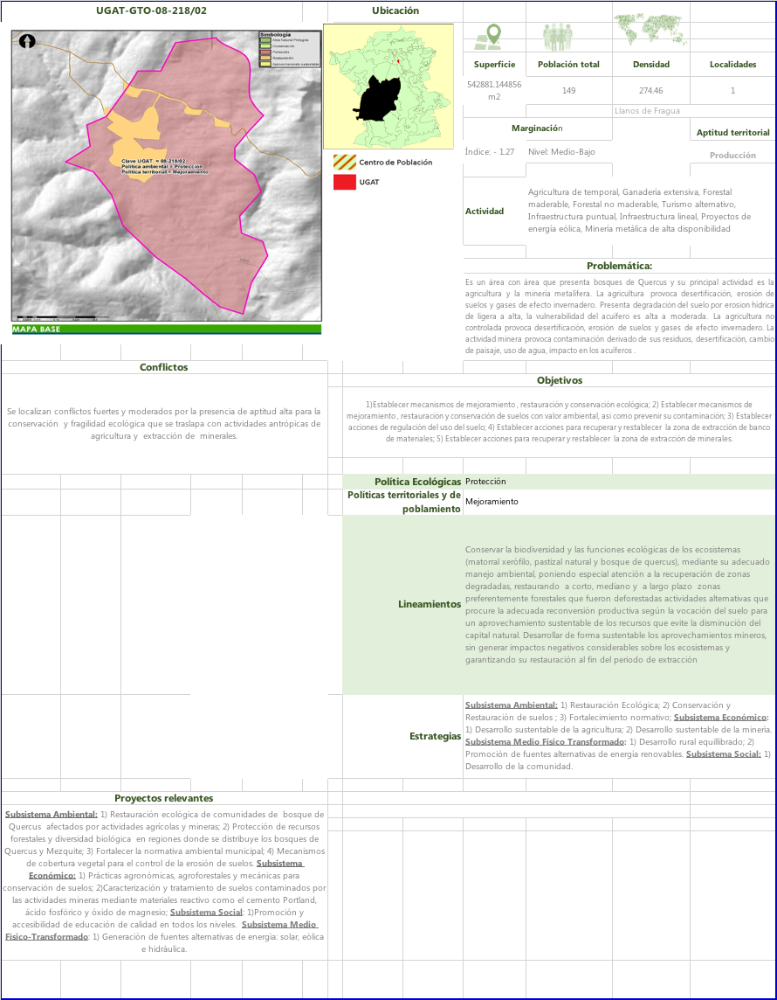 UGAT-GTO-08-218/02
Ubicación
Simbología
Área Natural Protegida
Conservación
Protección
Restauración
Aprovechamiento sustentable
Clave UGAT = 08-218/02
Política ambiental = Protección
Política territorial = Mejoramiento
MAPA BASE
Centro de Población
UGAT
Superficie
Población total
Densidad
Localidades
542881.144856
m2
149
274.46
1
Llanos de Fragua
Marginación
Aptitud territorial
Índice: - 1.27
Nivel: Medio-Bajo
Producción
Actividad
Agricultura de temporal, Ganaderia extensiva, Forestal
maderable, Forestal no maderable, Turismo alternativo,
Infraestructura puntual, Infraestructura lineal, Proyectos de
energía eólica, Minería metálica de alta disponibilidad
Problemática:
Es un área con área que presenta bosques de Quercus y su principal actividad es la
agricultura y la minería metalífera. La agricultura provoca desertificación, erosión de
suelos y gases de efecto invernadero. Presenta degradación del suelo por erosion hídrica
de ligera a alta, la vulnerabilidad del acuífero es alta a moderada. La agricultura no
controlada provoca desertificación, erosión de suelos y gases de efecto invernadero. La
actividad minera provoca contaminación derivado de sus residuos, desertificación, cambio
de paisaje, uso de agua, impacto en los acuiferos .
Conflictos
Se localizan conflictos fuertes y moderados por la presencia de aptitud alta para la
conservación y fragilidad ecológica que se traslapa con actividades antrópicas de
agricultura y extracción de minerales.
Objetivos
1)Establecer mecanismos de mejoramiento , restauración y conservación ecológica; 2) Establecer mecanismos de
mejoramiento , restauración y conservación de suelos con valor ambiental, asi como prevenir su contaminación; 3) Establecer
acciones de regulación del uso del suelo; 4) Establecer acciones para recuperar y restablecer la zona de extracción de banco
de materiales; 5) Establecer acciones para recuperar y restablecer la zona de extracción de minerales.
Política Ecológicas
Protección
Políticas territoriales y de
poblamiento
Mejoramiento
Lineamientos
Conservar la biodiversidad y las funciones ecológicas de los ecosistemas
(matorral xerófilo, pastizal natural y bosque de quercus), mediante su adecuado
manejo ambiental, poniendo especial atención a la recuperación de zonas
degradadas, restaurando a corto, mediano y a largo plazo zonas
preferentemente forestales que fueron deforestadas actividades alternativas que
procure la adecuada reconversión productiva según la vocación del suelo para
un aprovechamiento sustentable de los recursos que evite la disminución del
capital natural. Desarrollar de forma sustentable los aprovechamientos mineros,
sin generar impactos negativos considerables sobre los ecosistemas y
garantizando su restauración al fin del periodo de extracción
Estrategias
Subsistema Ambiental: 1) Restauración Ecológica; 2) Conservación y
Restauración de suelos ; 3) Fortalecimiento normativo; Subsistema Económico:
1) Desarrollo sustentable de la agricultura; 2) Desarrollo sustentable de la minería.
Subsistema Medio Físico Transformado: 1) Desarrollo rural equillibrado; 2)
Promoción de fuentes alternativas de energía renovables. Subsistema Social: 1)
Desarrollo de la comunidad.
Proyectos relevantes
Subsistema Ambiental: 1) Restauración ecológica de comunidades de bosque de
Quercus afectados por actividades agrícolas y mineras; 2) Protección de recursos
forestales y diversidad biológica en regiones donde se distribuye los bosques de
Quercus y Mezquite; 3) Fortalecer la normativa ambiental municipal; 4) Mecanismos
de cobertura vegetal para el control de la erosión de suelos. Subsistema
Económico: 1) Prácticas agronómicas, agroforestales y mecánicas para
conservación de suelos; 2)Caracterización y tratamiento de suelos contaminados por
las actividades mineras mediante materiales reactivo como el cemento Portland,
ácido fosfórico y óxido de magnesio; Subsistema Social: 1)Promoción y
accesibilidad de educación de calidad en todos los niveles. Subsistema Medio
Físico-Transformado: 1) Generación de fuentes alternativas de energía: solar, eólica
e hidráulica.